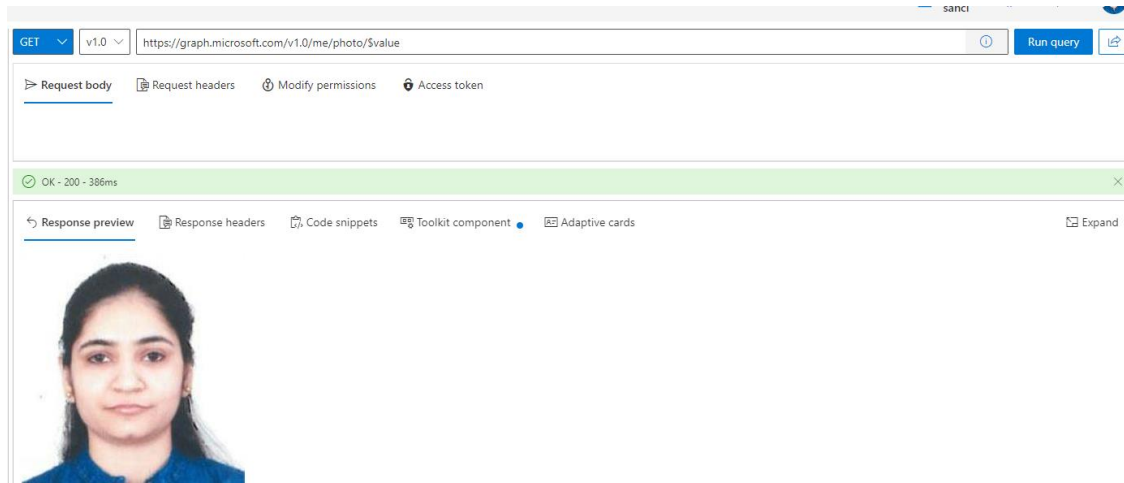 sanci
GET v1.0 https://graph.microsoft.com/v1.0/me/photo/$value Run query
Request body Request headers Modify permissions Access token
OK - 200 - 386ms
Response preview Response headers Code snippets Toolkit component Adaptive cards Expand